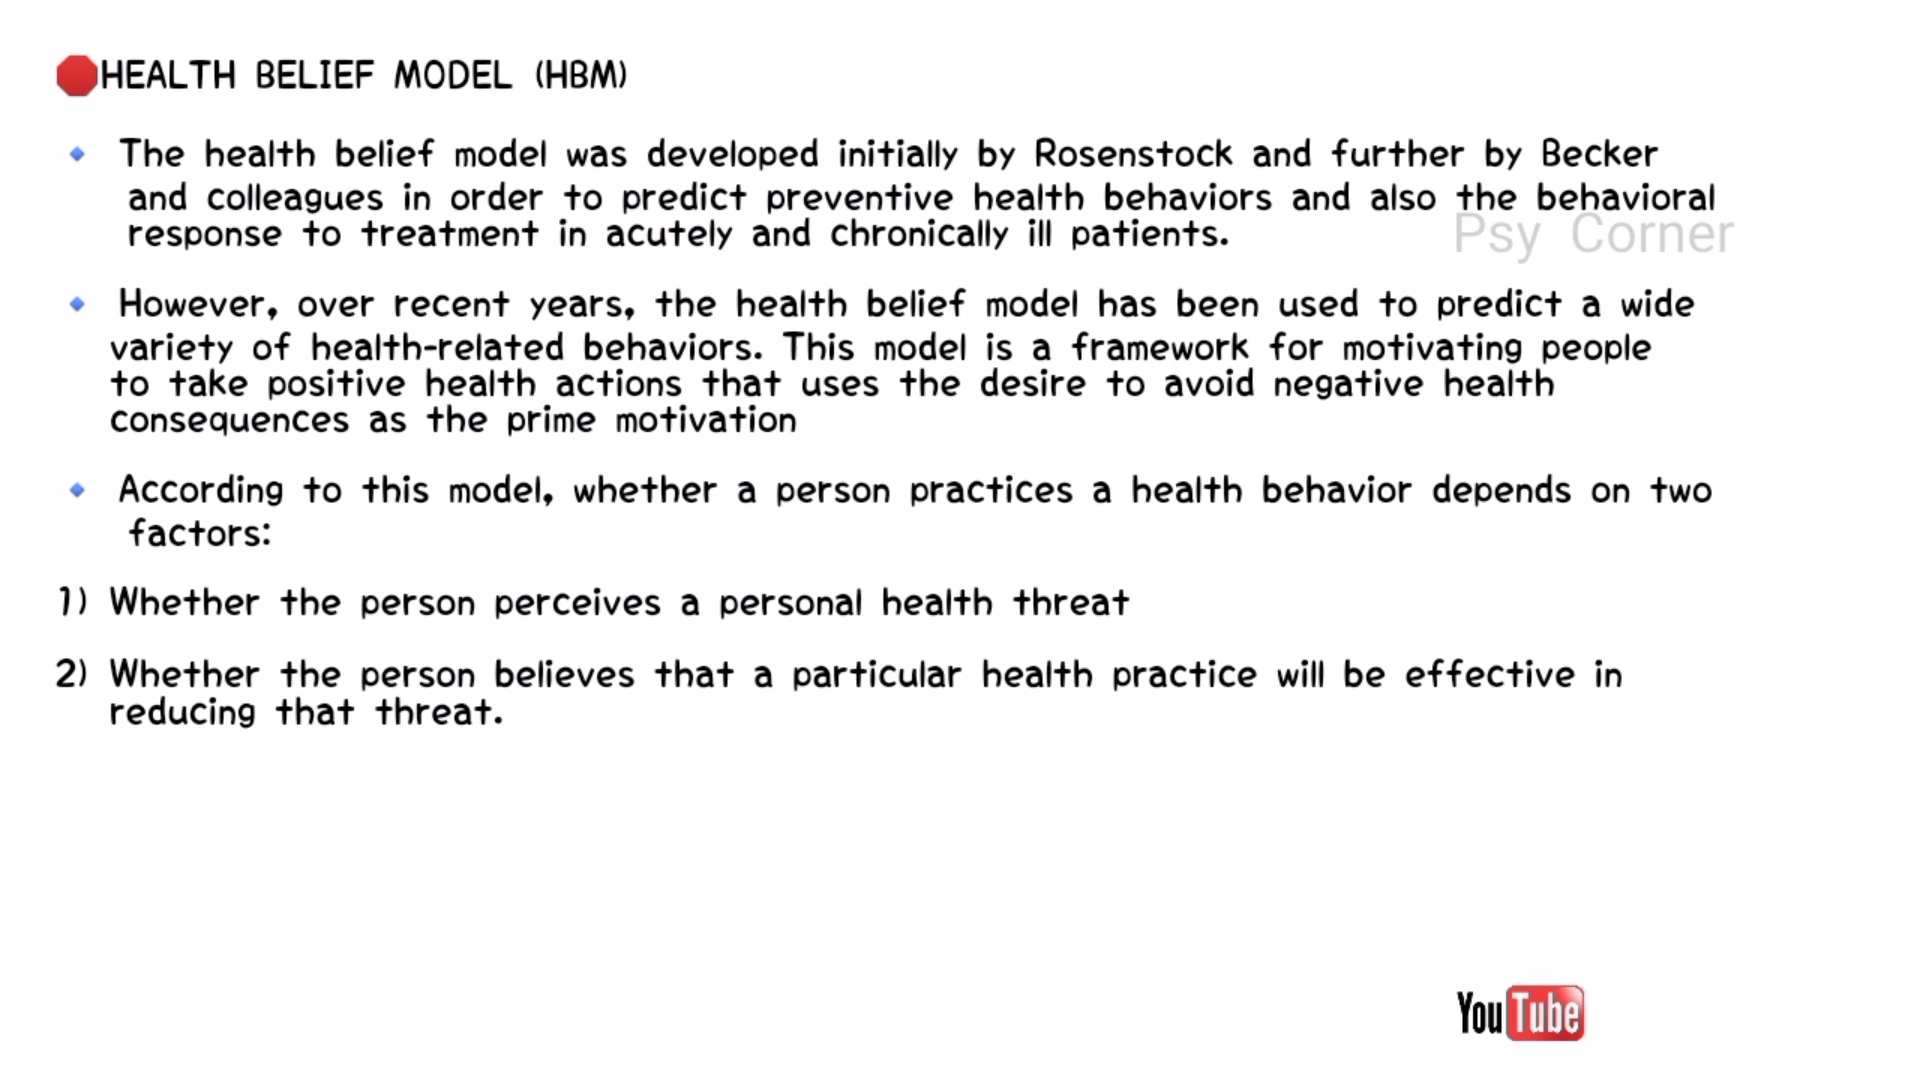 HEALTH BELIEF MODEL (HBM)
The health belief model was developed initially by Rosenstock and further by Becker
and colleagues in order to predict preventive health behaviors and also the behavioral
response to treatment in acutely and chronically ill patients.
Psy Corner
However, over recent years, the health belief model has been used to predict a wide
variety of health-related behaviors. This model is a framework for motivating people
to take positive health actions that uses the desire to avoid negative health
consequences as the prime motivation
According to this model, whether a person practices a health behavior depends on two
factors:
1) Whether the person perceives a personal health threat
2) Whether the person believes that a particular health practice will be effective in
reducing that threat.
YouTube